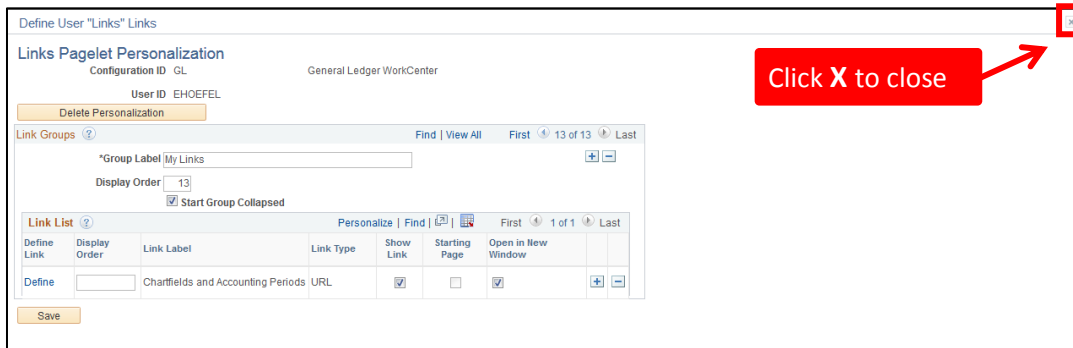 Define User "Links" Links
Links Pagelet Personalization
Configuration ID GL General Ledger WorkCenter
User ID EHOEFEL
Delete Personalization
Link Groups Find | View All First 13 of 13 Last
*Group Label My Links
Display Order 13
Start Group Collapsed
Link List Personalize | Find | First 1 of 1 Last
Define Link Display Order Link Label Link Type Show Link Starting Page Open in New Window
Define Chartfields and Accounting Periods URL
Save
Click X to close